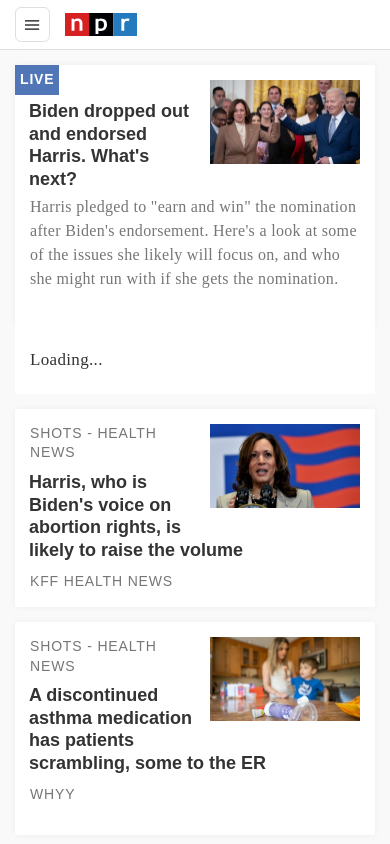 npr
LIVE
Biden dropped out
and endorsed
Harris. What's
next?
Harris pledged to "earn and win" the nomination
after Biden's endorsement. Here's a look at some
of the issues she likely will focus on, and who
she might run with if she gets the nomination.
Loading...
SHOTS - HEALTH
NEWS
Harris, who is
Biden's voice on
abortion rights, is
likely to raise the volume
KFF HEALTH NEWS
SHOTS - HEALTH
NEWS
A discontinued
asthma medication
has patients
scrambling, some to the ER
WHYY